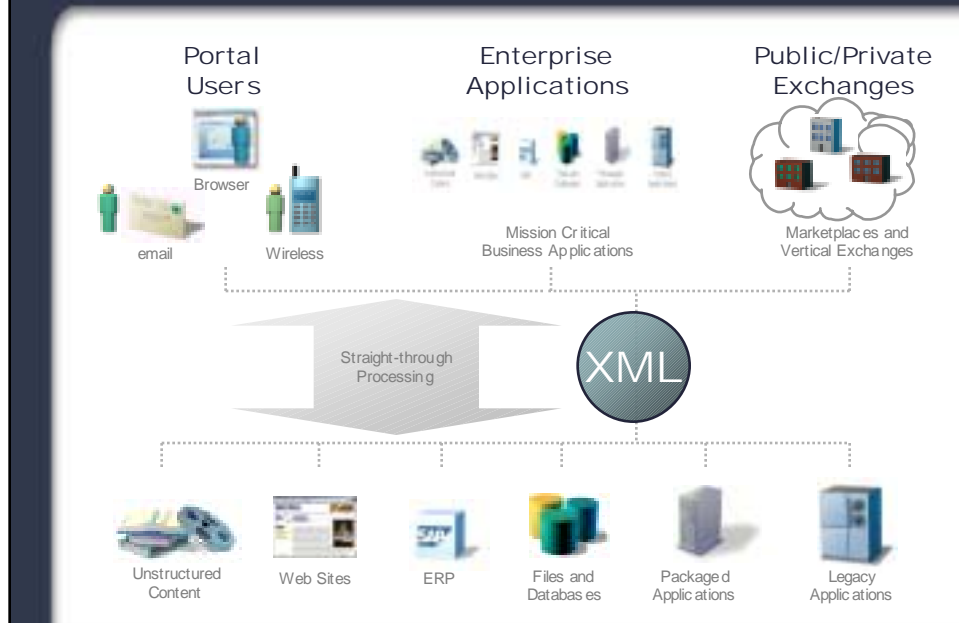 Portal
Users
Enterprise
Applications
Public/Private
Exchanges
Browser
email
Wireless
Mission Critical
Business Applications
Marketplaces and
Vertical Exchanges
Straight-through
Processing
XML
SAP
Unstructured
Content
Web Sites
ERP
Files and
Databases
Packaged
Applications
Legacy
Applications